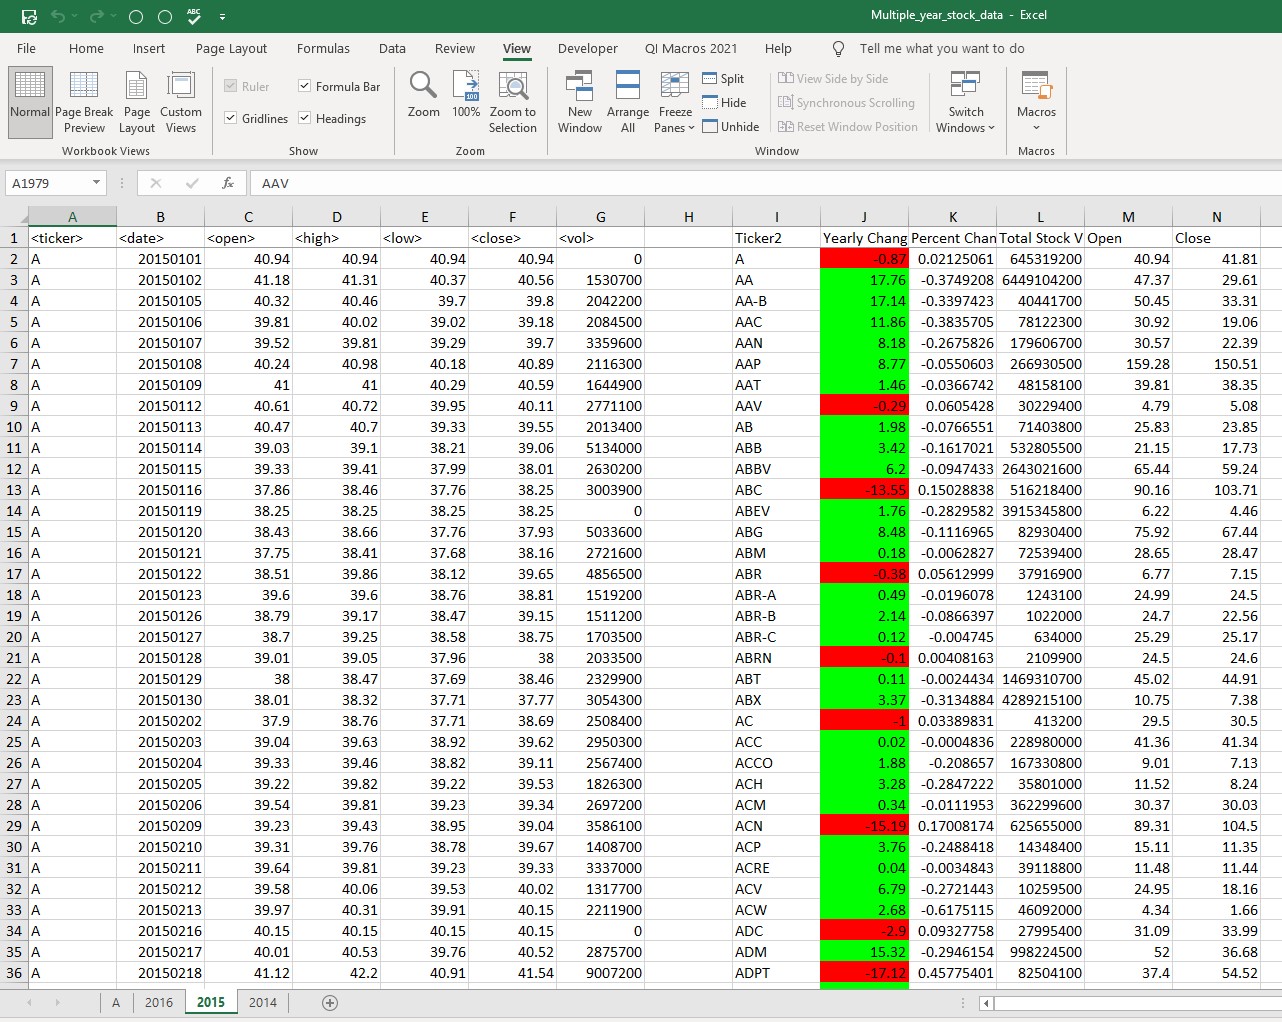 ABC
Multiple_year_stock_data - Excel
File Home Insert Page Layout Formulas Data Review View Developer QI Macros 2021 Help Tell me what you want to do
Normal Page Break Preview Page Layout Custom Views
Workbook Views
Ruler Formula Bar
Gridlines Headings
Show
Zoom 100% Zoom to Selection
100
Zoom
New Window Arrange All Freeze Panes
Split
Hide
Unhide
View Side by Side
Synchronous Scrolling
Reset Window Position
Switch Windows
Window
Macros
Macros
A1979 fx AAV
A B C D E F G H I J K L M N
1 <ticker> <date> <open> <high> <low> <close> <vol> Ticker2 Yearly Chang Percent Chan Total Stock V Open Close
2 A 20150101 40.94 40.94 40.94 40.94 0 A -0.87 0.02125061 645319200 40.94 41.81
3 A 20150102 41.18 41.31 40.37 40.56 1530700 AA 17.76 -0.3749208 6449104200 47.37 29.61
4 A 20150105 40.32 40.46 39.7 39.8 2042200 AA-B 17.14 -0.3397423 40441700 50.45 33.31
5 A 20150106 39.81 40.02 39.02 39.18 2084500 AAC 11.86 -0.3835705 78122300 30.92 19.06
6 A 20150107 39.52 39.81 39.29 39.7 3359600 AAN 8.18 -0.2675826 179606700 30.57 22.39
7 A 20150108 40.24 40.98 40.18 40.89 2116300 AAP 8.77 -0.0550603 266930500 159.28 150.51
8 A 20150109 41 41 40.29 40.59 1644900 AAT 1.46 -0.0366742 48158100 39.81 38.35
9 A 20150112 40.61 40.72 39.95 40.11 2771100 AAV -0.29 0.0605428 30229400 4.79 5.08
10 A 20150113 40.47 40.7 39.33 39.55 2013400 AB 1.98 -0.0766551 71403800 25.83 23.85
11 A 20150114 39.03 39.1 38.21 39.06 5134000 ABB 3.42 -0.1617021 532805500 21.15 17.73
12 A 20150115 39.33 39.41 37.99 38.01 2630200 ABBV 6.2 -0.0947433 2643021600 65.44 59.24
13 A 20150116 37.86 38.46 37.76 38.25 3003900 ABC -13.55 0.15028838 516218400 90.16 103.71
14 A 20150119 38.25 38.25 38.25 38.25 0 ABEV 1.76 -0.2829582 3915345800 6.22 4.46
15 A 20150120 38.43 38.66 37.76 37.93 5033600 ABG 8.48 -0.1116965 82930400 75.92 67.44
16 A 20150121 37.75 38.41 37.68 38.16 2721600 ABM 0.18 -0.0062827 72539400 28.65 28.47
17 A 20150122 38.51 39.86 38.12 39.65 4856500 ABR -0.38 0.05612999 37916900 6.77 7.15
18 A 20150123 39.6 39.6 38.76 38.81 1519200 ABR-A 0.49 -0.0196078 1243100 24.99 24.5
19 A 20150126 38.79 39.17 38.47 39.15 1511200 ABR-B 2.14 -0.0866397 1022000 24.7 22.56
20 A 20150127 38.7 39.25 38.58 38.75 1703500 ABR-C 0.12 -0.004745 634000 25.29 25.17
21 A 20150128 39.01 39.05 37.96 38 2033500 ABRN -0.1 0.00408163 2109900 24.5 24.6
22 A 20150129 38 38.47 37.69 38.46 2329900 ABT 0.11 -0.0024434 1469310700 45.02 44.91
23 A 20150130 38.01 38.32 37.71 37.77 3054300 ABX 3.37 -0.3134884 4289215100 10.75 7.38
24 A 20150202 37.9 38.76 37.71 38.69 2508400 AC -1 0.03389831 413200 29.5 30.5
25 A 20150203 39.04 39.63 38.92 39.62 2950300 ACC 0.02 -0.0004836 228980000 41.36 41.34
26 A 20150204 39.33 39.46 38.82 39.11 2567400 ACCO 1.88 -0.208657 167330800 9.01 7.13
27 A 20150205 39.22 39.82 39.22 39.53 1826300 ACH 3.28 -0.2847222 35801000 11.52 8.24
28 A 20150206 39.54 39.81 39.23 39.34 2697200 ACM 0.34 -0.0111953 362299600 30.37 30.03
29 A 20150209 39.23 39.43 38.95 39.04 3586100 ACN -15.19 0.17008174 625655000 89.31 104.5
30 A 20150210 39.31 39.76 38.78 39.67 1408700 ACP 3.76 -0.2488418 14348400 15.11 11.35
31 A 20150211 39.64 39.81 39.23 39.33 3337000 ACRE 0.04 -0.0034843 39118800 11.48 11.44
32 A 20150212 39.58 40.06 39.53 40.02 1317700 ACV 6.79 -0.2721443 10259500 24.95 18.16
33 A 20150213 39.97 40.31 39.91 40.15 2211900 ACW 2.68 -0.6175115 46092000 4.34 1.66
34 A 20150216 40.15 40.15 40.15 40.15 0 ADC -2.9 0.09327758 27995400 31.09 33.99
35 A 20150217 40.01 40.53 39.76 40.52 2875700 ADM 15.32 -0.2946154 998224500 52 36.68
36 A 20150218 41.12 42.2 40.91 41.54 9007200 ADPT -17.12 0.45775401 82504100 37.4 54.52
A 2016 2015 2014